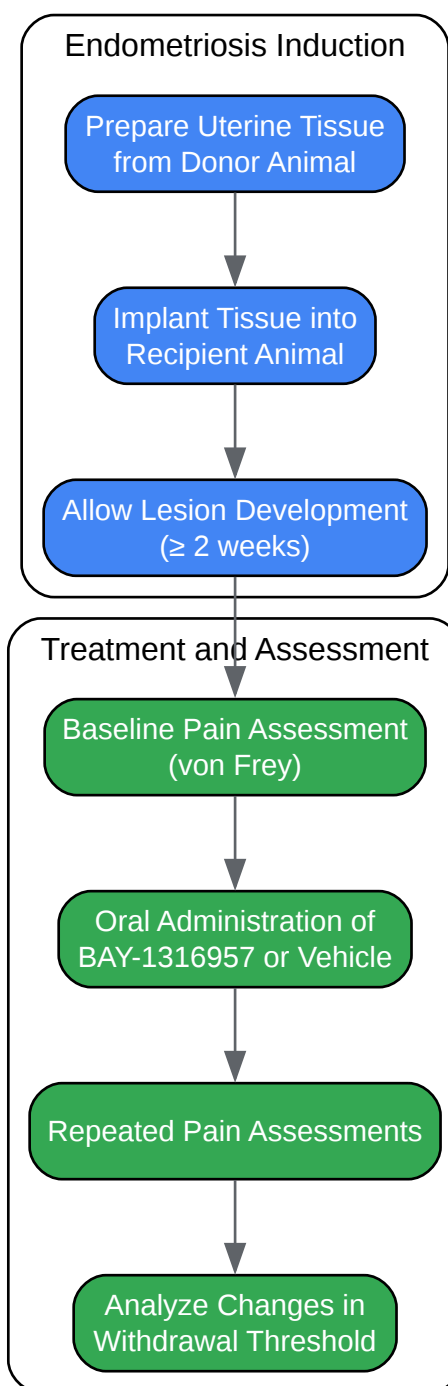 Endometriosis Induction
Prepare Uterine Tissue
from Donor Animal
Implant Tissue into
Recipient Animal
Allow Lesion Development
(≥ 2 weeks)
Treatment and Assessment
Baseline Pain Assessment
(von Frey)
Oral Administration of
BAY-1316957 or Vehicle
Repeated Pain Assessments
Analyze Changes in
Withdrawal Threshold